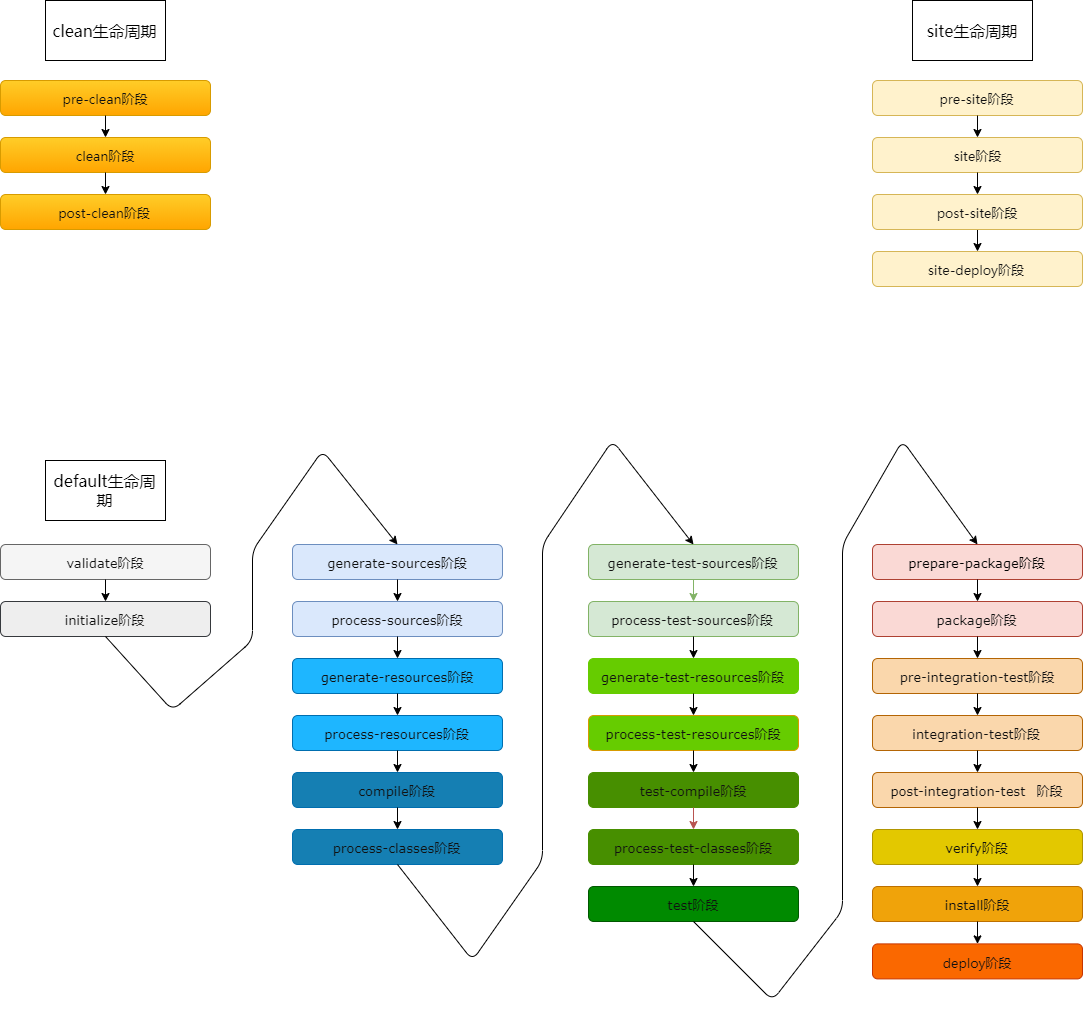 clean生命周期
pre-clean阶段
clean阶段
post-clean阶段
site生命周期
pre-site阶段
site阶段
post-site阶段
site-deploy阶段
default生命周
期
validate阶段
initialize阶段
generate-sources阶段
process-sources阶段
generate-resources阶段
process-resources阶段
compile阶段
process-classes阶段
generate-test-sources阶段
process-test-sources阶段
generate-test-resources阶段
process-test-resources阶段
test-compile阶段
process-test-classes阶段
test阶段
prepare-package阶段
package阶段
pre-integration-test阶段
integration-test阶段
post-integration-test 阶段
verify阶段
install阶段
deploy阶段